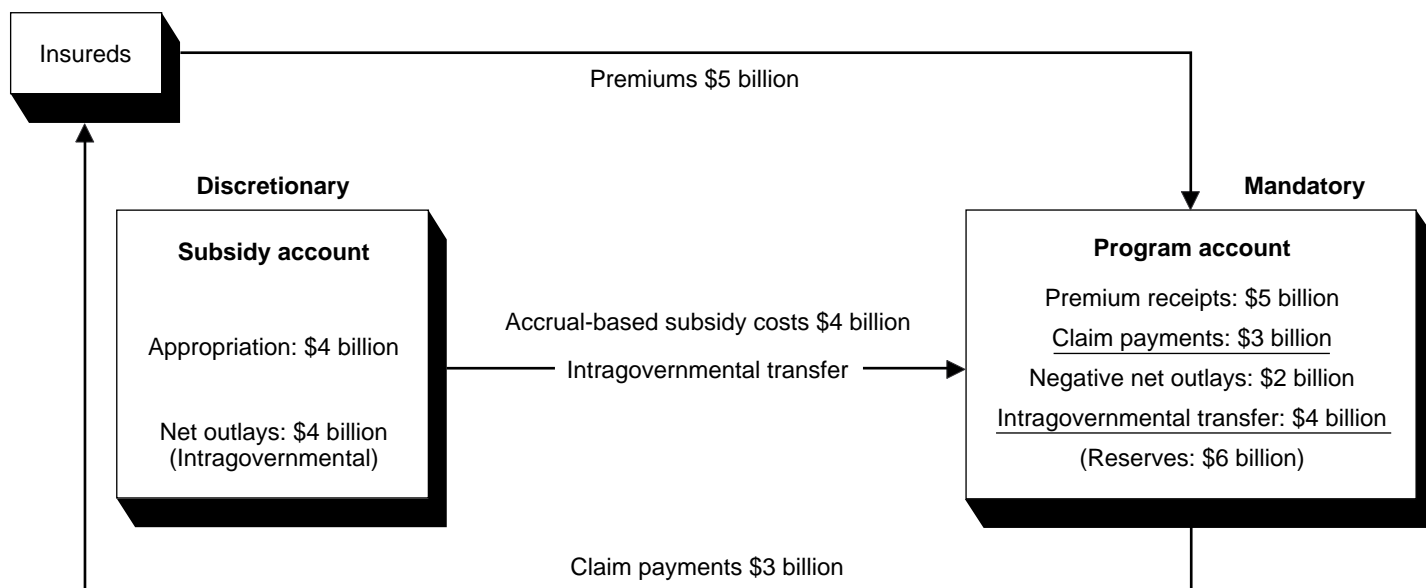 Insureds
Premiums $5 billion
Discretionary
Mandatory
Subsidy account
Appropriation: $4 billion
Net outlays: $4 billion
(Intragovernmental)
Accrual-based subsidy costs $4 billion
Intragovernmental transfer
Program account
Premium receipts: $5 billion
Claim payments: $3 billion
Negative net outlays: $2 billion
Intragovernmental transfer: $4 billion
(Reserves: $6 billion)
Claim payments $3 billion